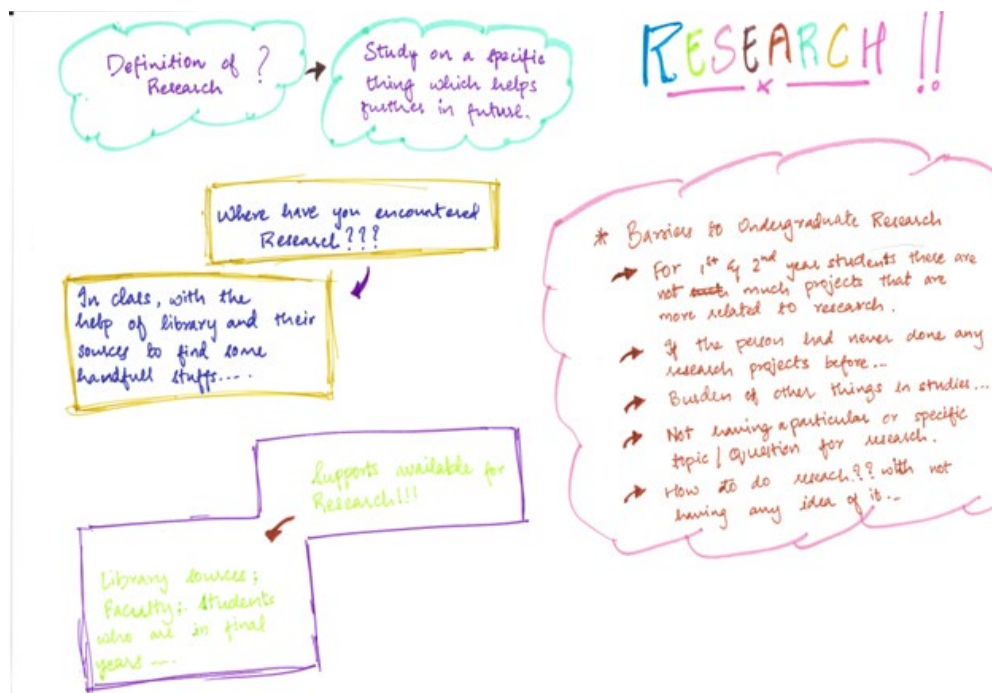 RESEARCH!!
Definition of ?
Research
Study on a specific
thing which helps
further in future.
Where have you encountered
Research???
In class, with the
help of library and their
sources to find some
handfull stuffs....
Supports available for
Research!!!
Library sources;
Faculty; Students
who are in final
years....
* Barriers to Undergraduate Research
For 1st & 2nd year students there are
not much projects that are
more related to research.
If the person had never done any
research projects before...
Burden of other things in studies...
Not having a particular or specific
topic/Question for research.
How to do reseach?? with not
having any idea of it...